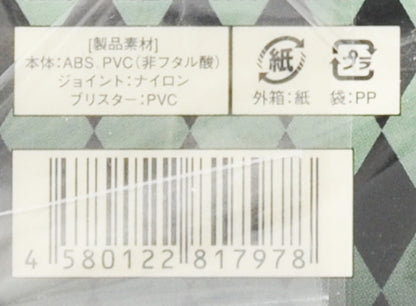 [製品素材]
本体:ABS PVC(非フタル酸)
ジョイント:ナイロン
ブリスター:PVC
紙 プラ
外箱:紙 袋:PP
4 580122 817978